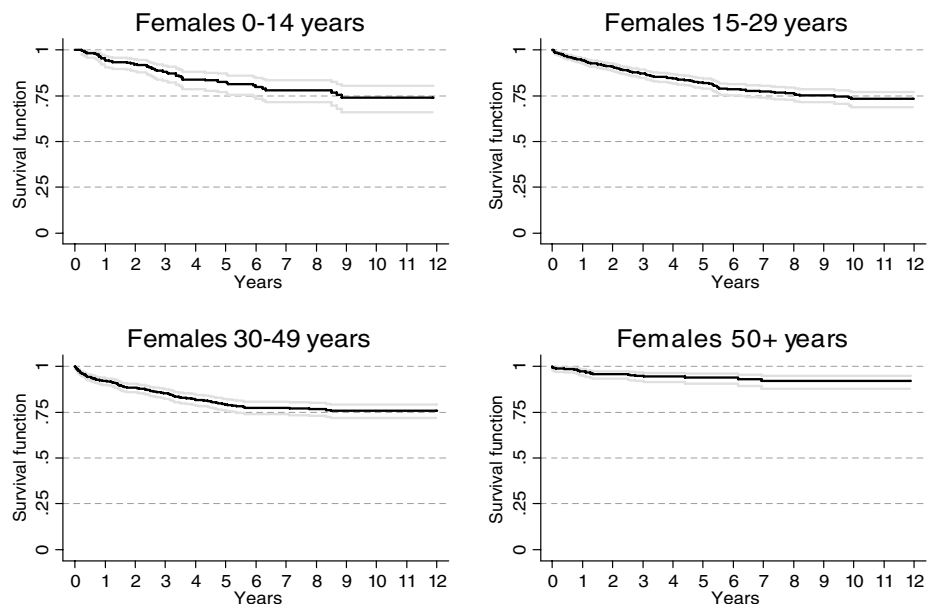 Females 0-14 years
Survival function
1
.75
.5
.25
0
0 1 2 3 4 5 6 7 8 9 10 11 12
Years
Females 15-29 years
Survival function
1
.75
.5
.25
0
0 1 2 3 4 5 6 7 8 9 10 11 12
Years
Females 30-49 years
Survival function
1
.75
.5
.25
0
0 1 2 3 4 5 6 7 8 9 10 11 12
Years
Females 50+ years
Survival function
1
.75
.5
.25
0
0 1 2 3 4 5 6 7 8 9 10 11 12
Years